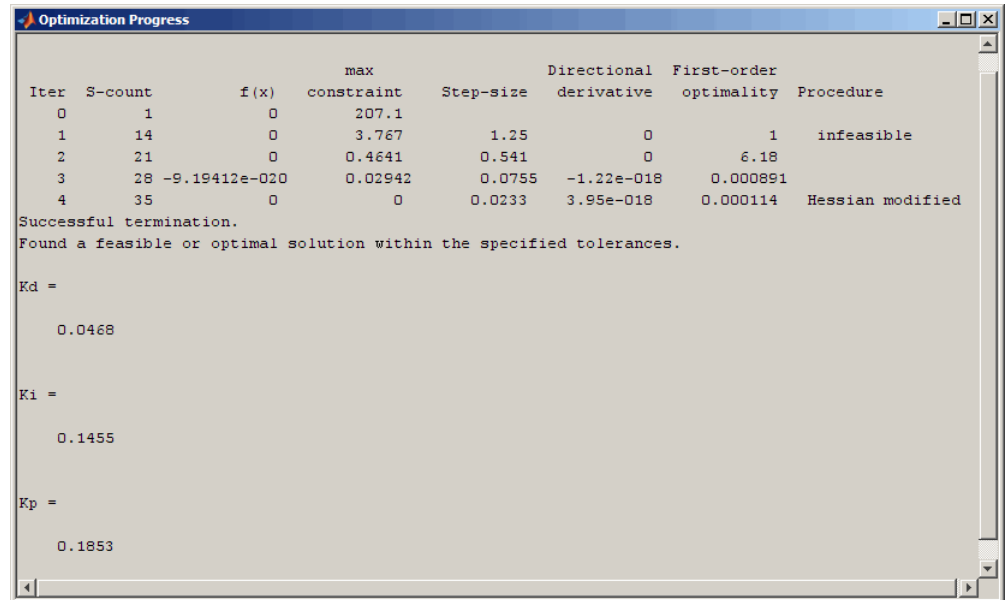 Optimization Progress
max Directional First-order
Iter S-count f(x) constraint Step-size derivative optimality Procedure
0 1 0 207.1
1 14 0 3.767 1.25 0 1 infeasible
2 21 0 0.4641 0.541 0 6.18
3 28 -9.19412e-020 0.02942 0.0755 -1.22e-018 0.000891
4 35 0 0 0.0233 3.95e-018 0.000114 Hessian modified
Successful termination.
Found a feasible or optimal solution within the specified tolerances.
Kd =
0.0468
Ki =
0.1455
Kp =
0.1853